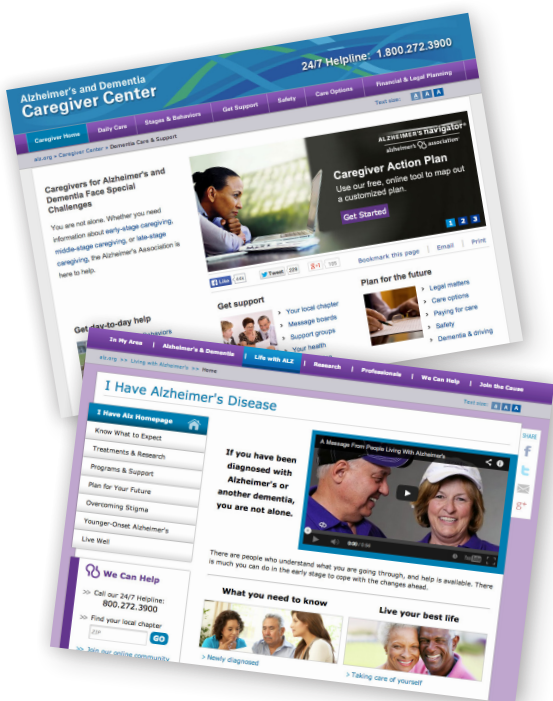 Alzheimer's and Dementia
Caregiver Center
24/7 Helpline: 1.800.272.3900
Caregiver Home
Daily Care
Stages & Behaviors
Get Support
Safety
Care Options
Financial & Legal Planning
Text size: A A A
alz.org » Caregiver Center » Dementia Care & Support
Caregivers for Alzheimer's and
Dementia Face Special
Challenges
You are not alone. Whether you need
information about early-stage caregiving,
middle-stage caregiving, or late-stage
caregiving, the Alzheimer's Association is
here to help.
ALZHEIMER'S navigator®
alzheimer's association®
Caregiver Action Plan
Use our free, online tool to map out
a customized plan.
Get Started
1 2 3
Like
Tweet
Bookmark this page
Email
Print
Get day-to-day help
Get support
Your local chapter
Message boards
Support groups
Your health
Plan for the future
Legal matters
Care options
Paying for care
Safety
Dementia & driving
In My Area
Alzheimer's & Dementia
Life with ALZ
Research
Professionals
We Can Help
Join the Cause
alz.org >> Living with Alzheimer's >> Home
Text size: A A A
I Have Alzheimer's Disease
I Have Alz Homepage
Know What to Expect
Treatments & Research
Programs & Support
Plan for Your Future
Overcoming Stigma
Younger-Onset Alzheimer's
Live Well
If you have been
diagnosed with
Alzheimer's or
another dementia,
you are not alone.
A Message From People Living With Alzheimer's
SHARE
There are people who understand what you are going through, and help is available. There
is much you can do in the early stage to cope with the changes ahead.
We Can Help
>> Call our 24/7 Helpline:
800.272.3900
>> Find your local chapter
ZIP
GO
>> Join our online community
What you need to know
> Newly diagnosed
Live your best life
> Taking care of yourself